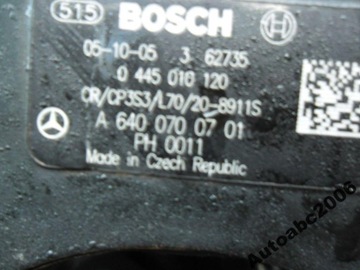 515 BOSCH
05-10-05 3 62735
0 445 010 120
CR/CP3S3/L70/20-8911S
A 640 070 07 01
PH 0011
Made in Czech Republic
Autoabc2006